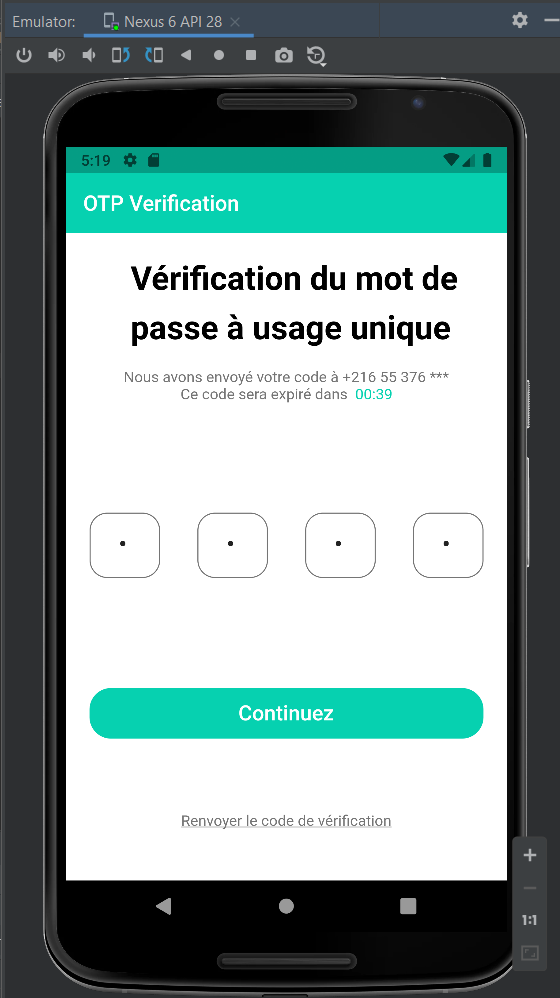 Emulator: Nexus 6 API 28
5:19
OTP Verification
Vérification du mot de
passe à usage unique
Nous avons envoyé votre code à +216 55 376 ***
Ce code sera expiré dans 00:39
Continuez
Renvoyer le code de vérification
1:1